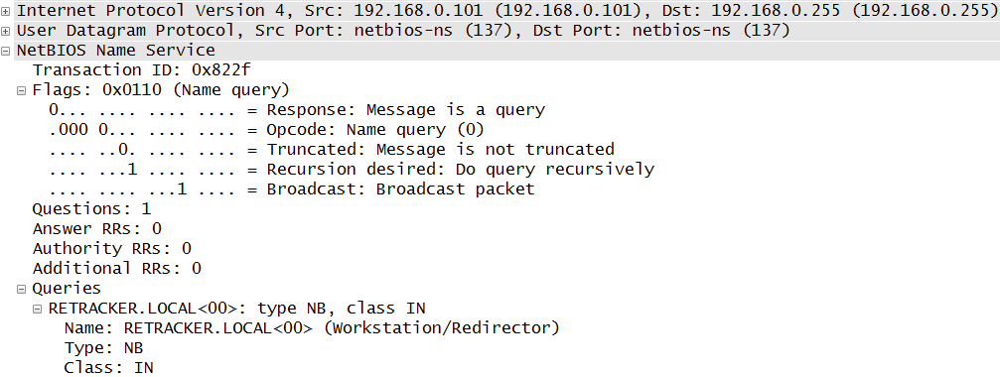 Internet Protocol Version 4, Src: 192.168.0.101 (192.168.0.101), Dst: 192.168.0.255 (192.168.0.255)
User Datagram Protocol, Src Port: netbios-ns (137), Dst Port: netbios-ns (137)
NetBIOS Name Service
Transaction ID: 0x822f
Flags: 0x0110 (Name query)
0... .... .... .... = Response: Message is a query
.000 0... .... .... = Opcode: Name query (0)
.... ..0. .... .... = Truncated: Message is not truncated
.... ...1 .... .... = Recursion desired: Do query recursively
.... .... ...1 .... = Broadcast: Broadcast packet
Questions: 1
Answer RRs: 0
Authority RRs: 0
Additional RRs: 0
Queries
RETRACKER.LOCAL<00>: type NB, class IN
Name: RETRACKER.LOCAL<00> (Workstation/Redirector)
Type: NB
Class: IN